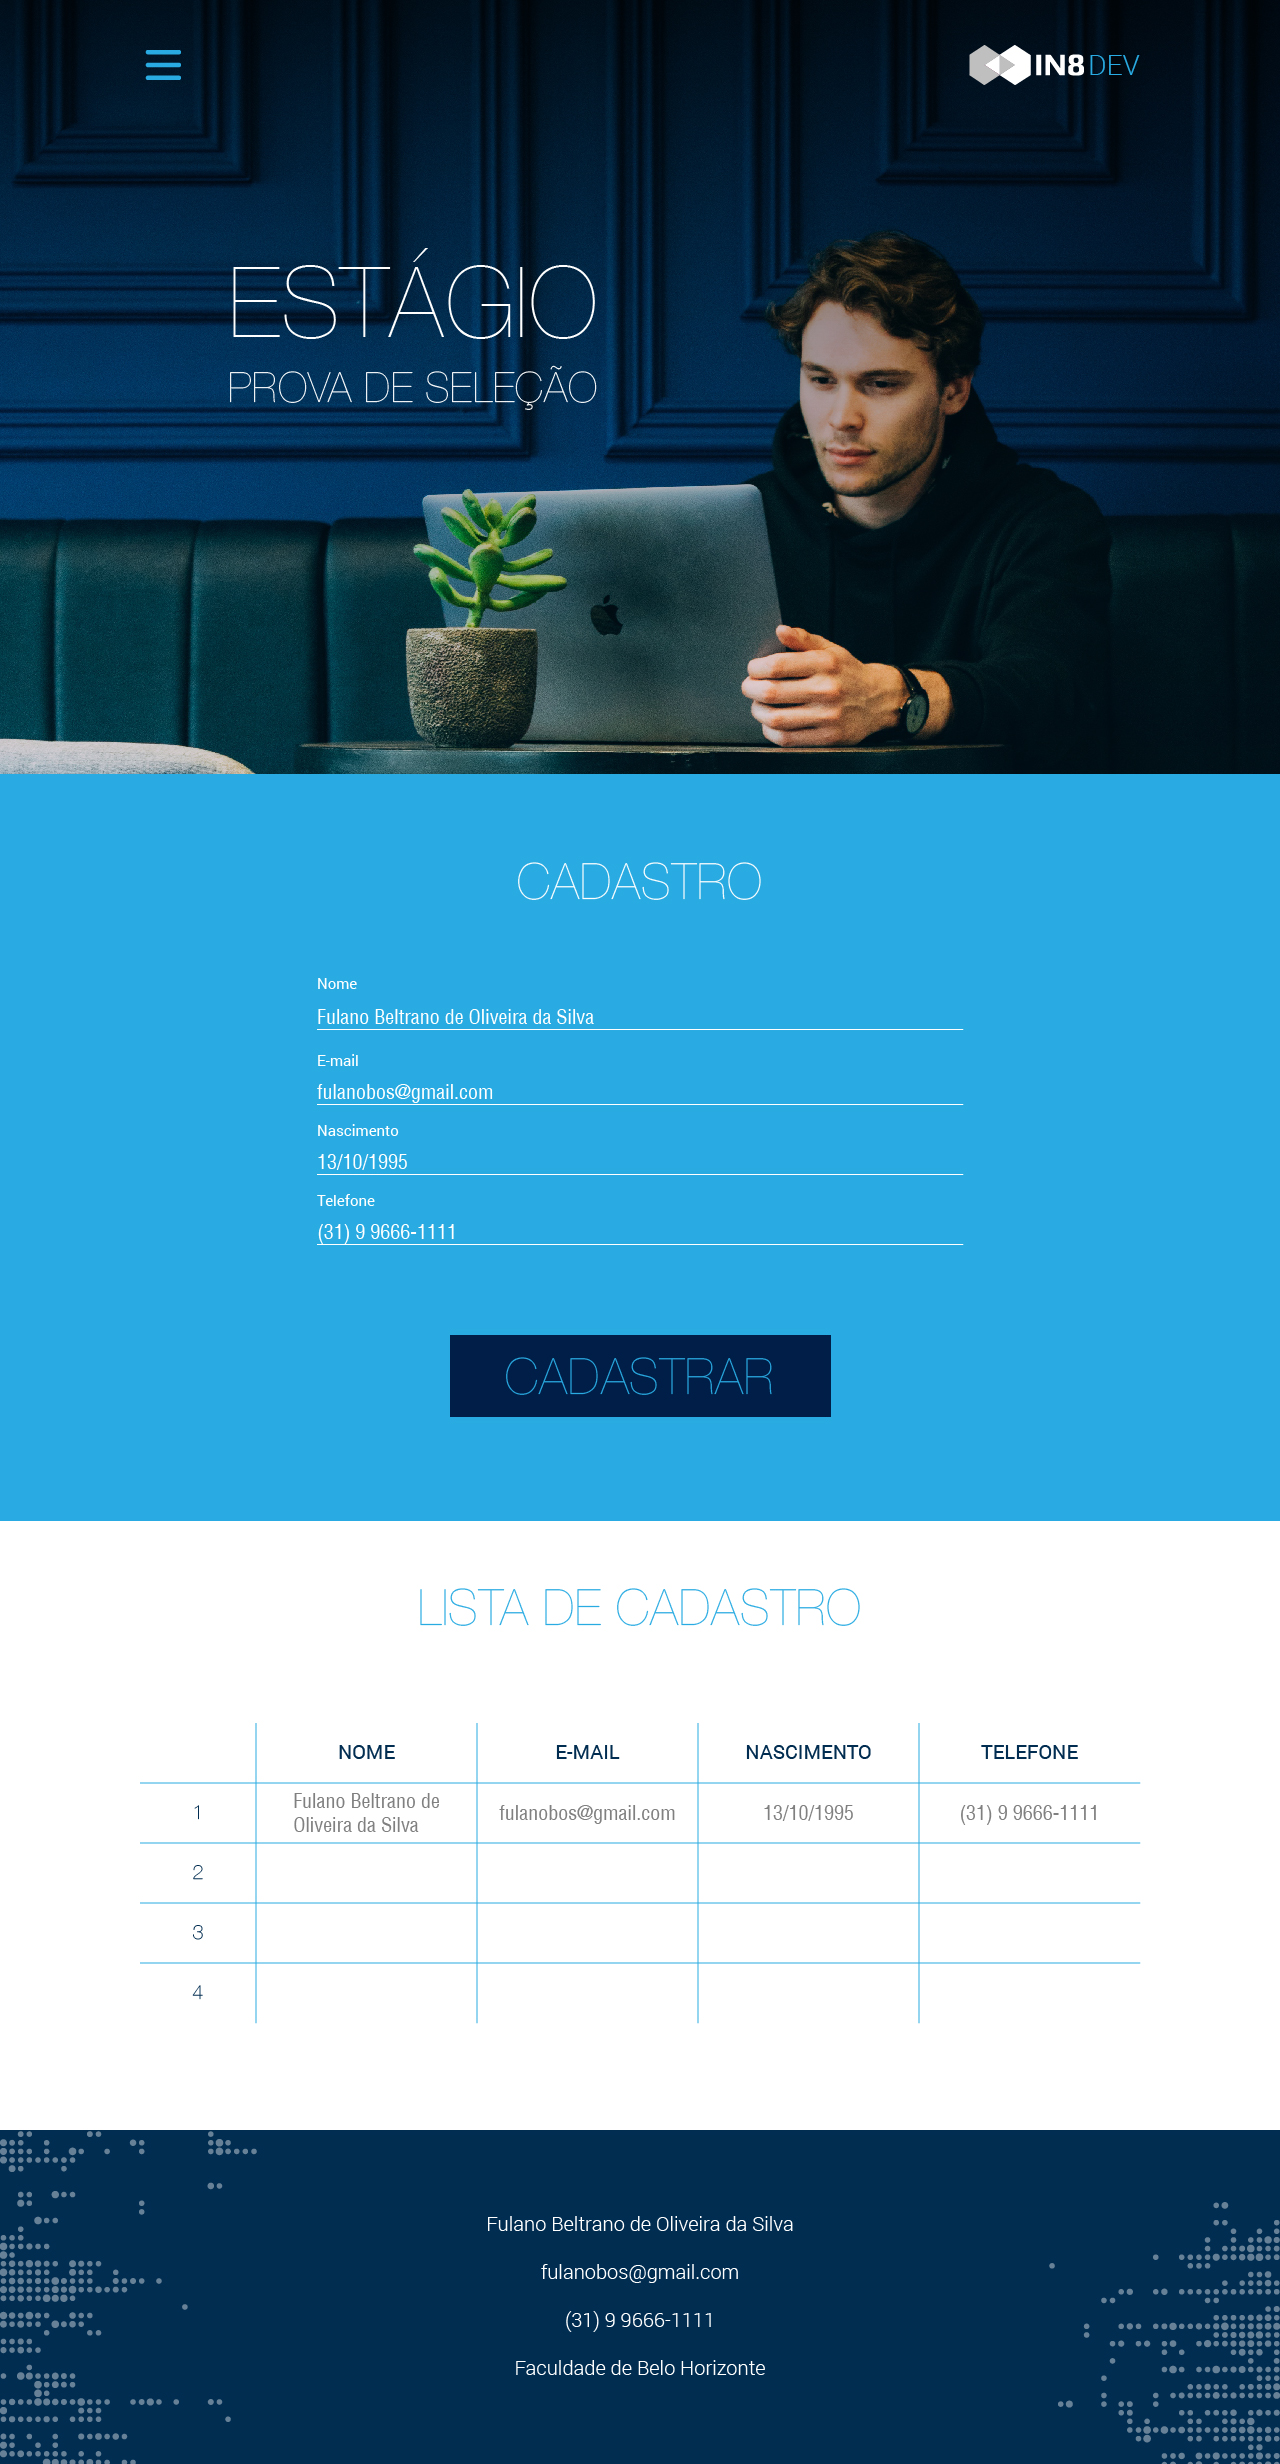 IN8 DEV
ESTÁGIO
PROVA DE SELEÇÃO
CADASTRO
Nome
Fulano Beltrano de Oliveira da Silva
E-mail
fulanobos@gmail.com
Nascimento
13/10/1995
Telefone
(31) 9 9666-1111
CADASTRAR
LISTA DE CADASTRO
NOME E-MAIL NASCIMENTO TELEFONE
1 Fulano Beltrano de Oliveira da Silva fulanobos@gmail.com 13/10/1995 (31) 9 9666-1111
2
3
4
Fulano Beltrano de Oliveira da Silva
fulanobos@gmail.com
(31) 9 9666-1111
Faculdade de Belo Horizonte